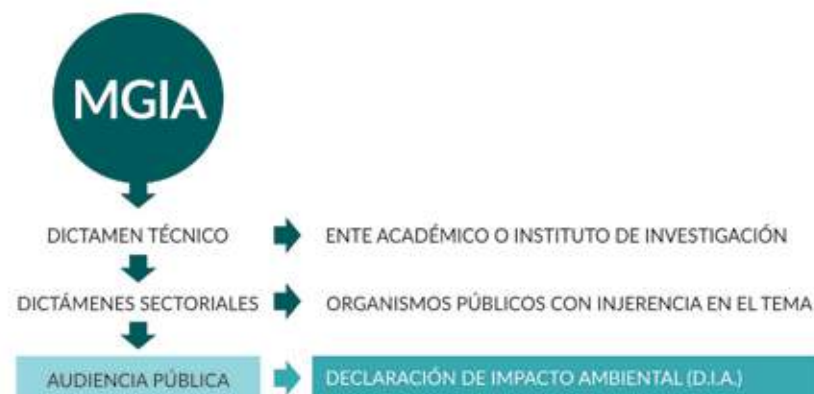 MGIA
DICTAMEN TÉCNICO
ENTE ACADÉMICO O INSTITUTO DE INVESTIGACIÓN
DICTÁMENES SECTORIALES
ORGANISMOS PÚBLICOS CON INJERENCIA EN EL TEMA
AUDIENCIA PÚBLICA
DECLARACIÓN DE IMPACTO AMBIENTAL (D.I.A.)